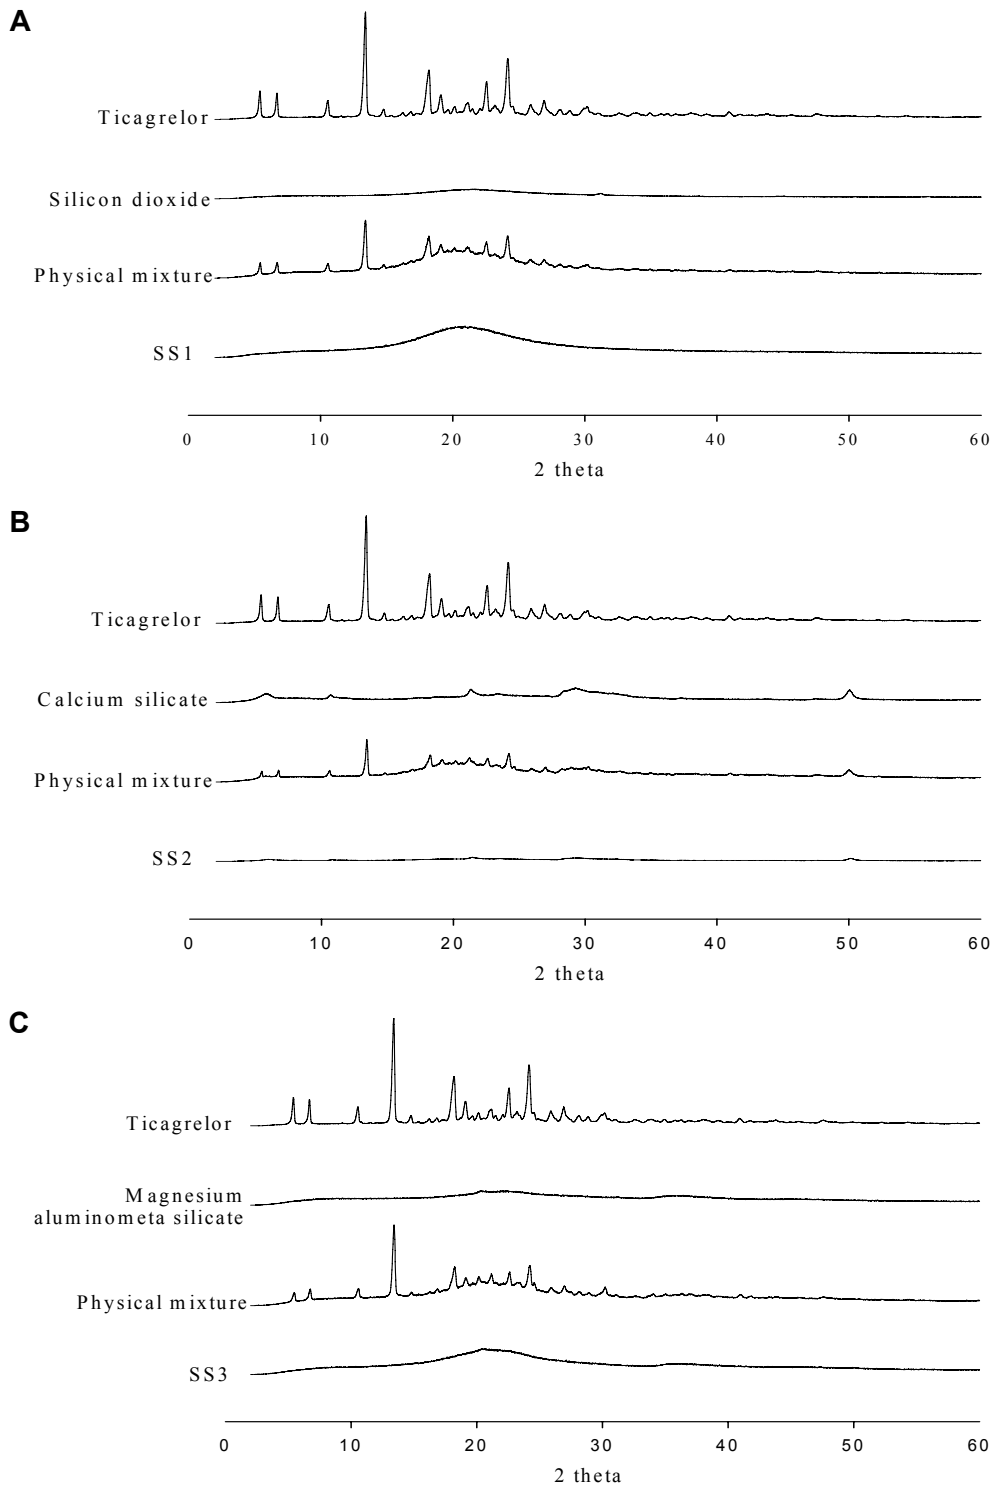 A
Ticagrelor
Silicon dioxide
Physical mixture
SS1
0 10 20 30 40 50 60
2 theta
B
Ticagrelor
Calcium silicate
Physical mixture
SS2
0 10 20 30 40 50 60
2 theta
C
Ticagrelor
Magnesium
aluminometa silicate
Physical mixture
SS3
0 10 20 30 40 50 60
2 theta